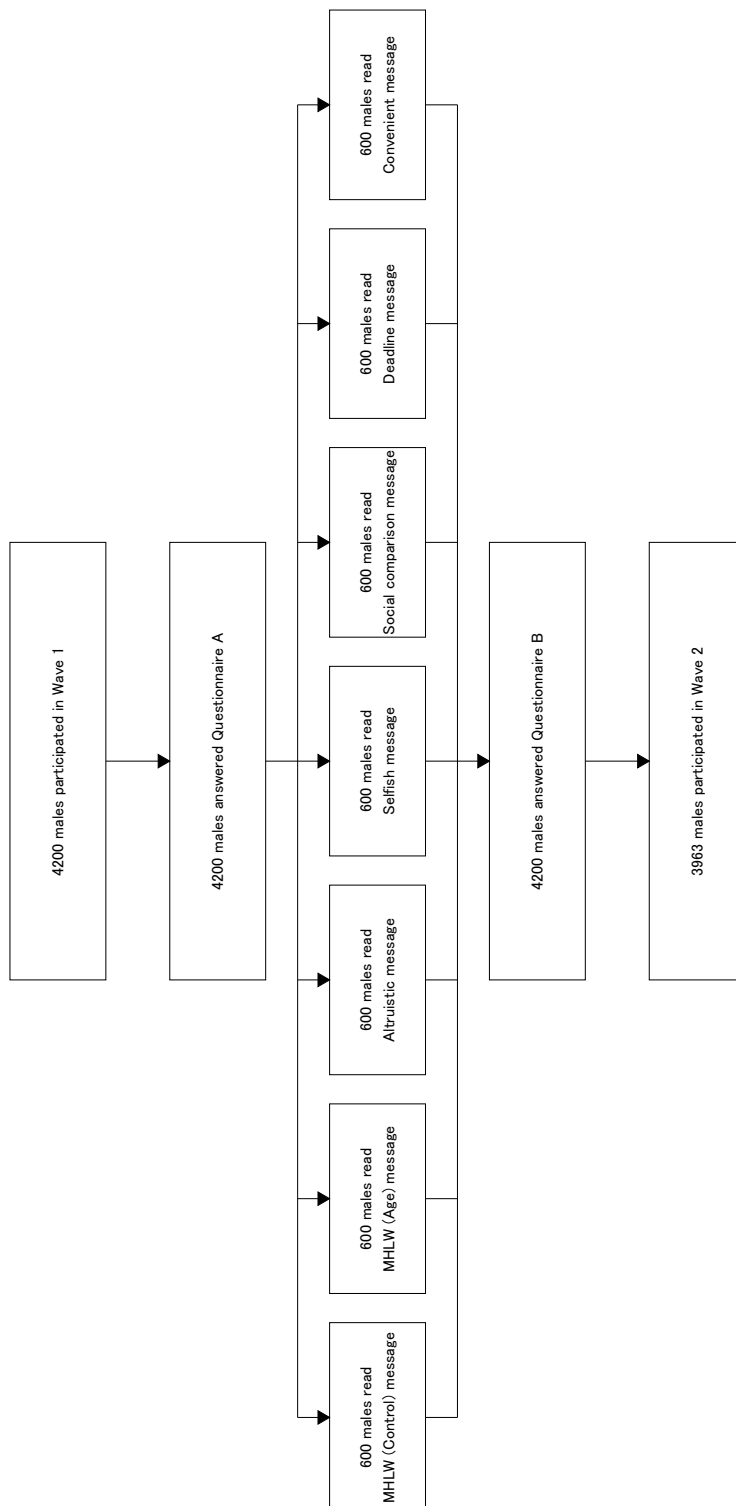 4200 males participated in Wave 1
4200 males answered Questionnaire A
600 males read
MHLW (Control) message
600 males read
MHLW (Age) message
600 males read
Altruistic message
600 males read
Selfish message
600 males read
Social comparison message
600 males read
Deadline message
600 males read
Convenient message
4200 males answered Questionnaire B
3963 males participated in Wave 2